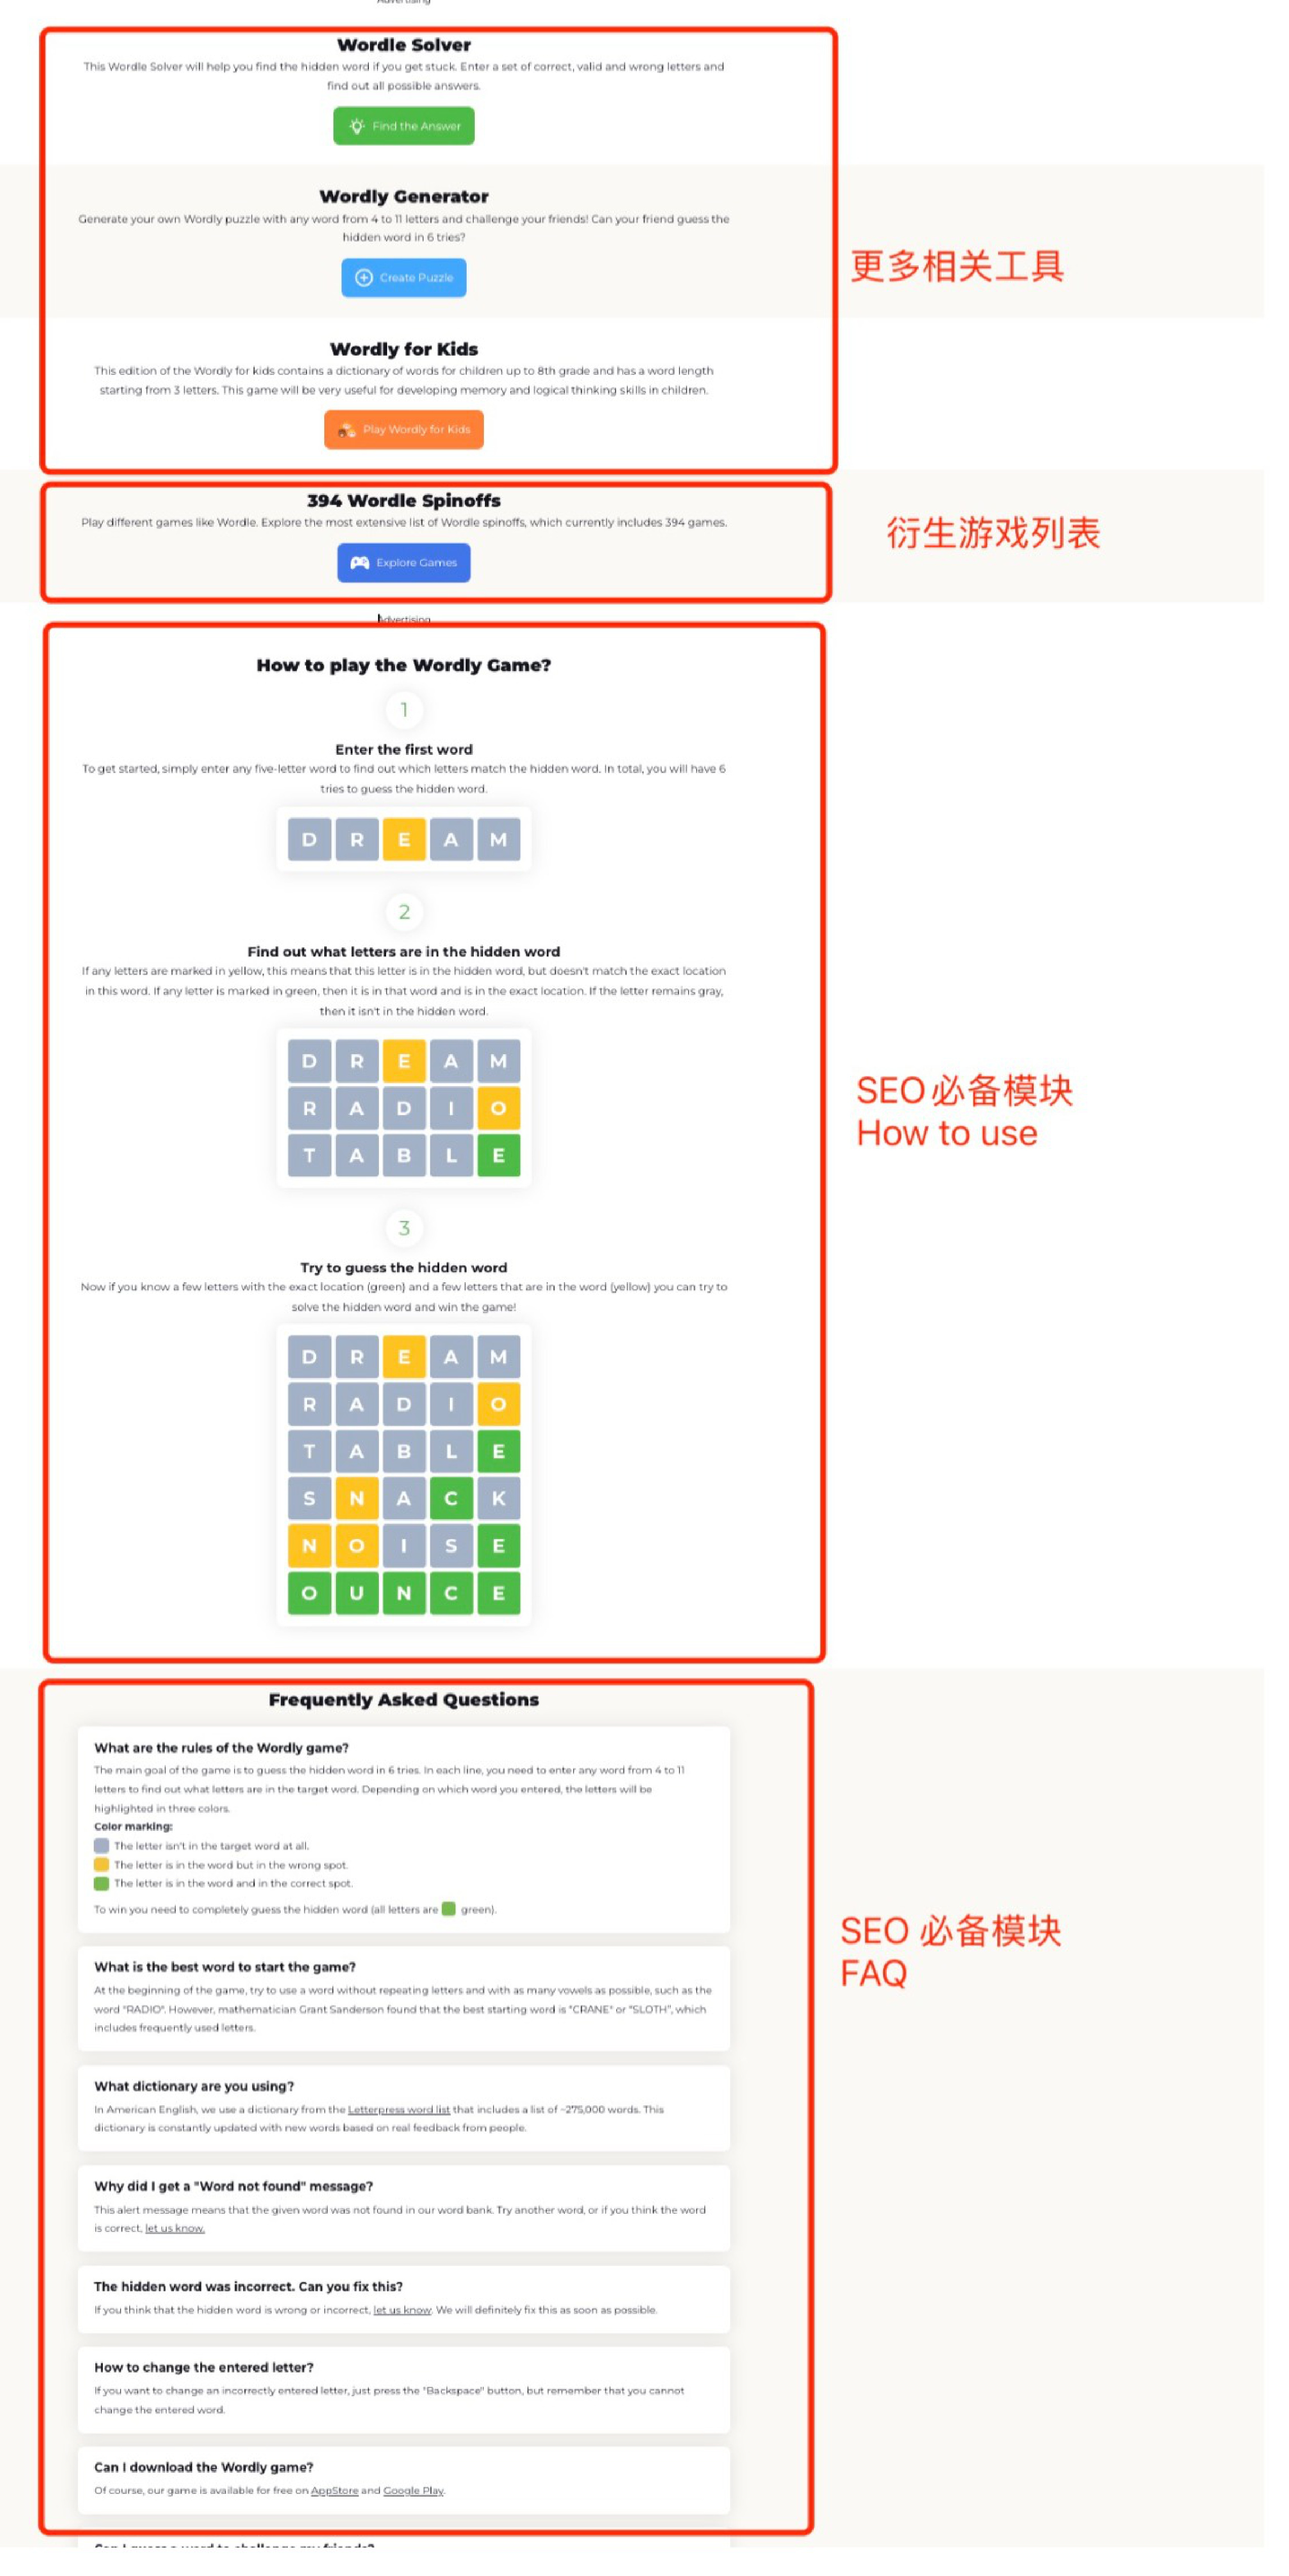 Advertising
Wordle Solver
This Wordle Solver will help you find the hidden word if you get stuck. Enter a set of correct, valid and wrong letters and
find out all possible answers.
Find the Answer
Wordly Generator
Generate your own Wordly puzzle with any word from 4 to 11 letters and challenge your friends! Can your friend guess the
hidden word in 6 tries?
更多相关工具
Create Puzzle
Wordly for Kids
This edition of the Wordly for kids contains a dictionary of words for children up to 8th grade and has a word length
starting from 3 letters. This game will be very useful for developing memory and logical thinking skills in children.
Play Wordly for Kids
394 Wordle Spinoffs
Play different games like Wordle. Explore the most extensive list of Wordle spinoffs, which currently includes 394 games.
衍生游戏列表
Explore Games
Advertising
How to play the Wordly Game?
1
Enter the first word
To get started, simply enter any five-letter word to find out which letters match the hidden word. In total, you will have 6
tries to guess the hidden word.
D R E A M
2
Find out what letters are in the hidden word
If any letters are marked in yellow, this means that this letter is in the hidden word, but doesn't match the exact location
in this word. If any letter is marked in green, then it is in that word and is in the exact location. If the letter remains gray,
then it isn't in the hidden word.
D R E A M
R A D I O
T A B L E
SEO必备模块
How to use
3
Try to guess the hidden word
Now if you know a few letters with the exact location (green) and a few letters that are in the word (yellow) you can try to
solve the hidden word and win the game!
D R E A M
R A D I O
T A B L E
S N A C K
N O I S E
O U N C E
Frequently Asked Questions
What are the rules of the Wordly game?
The main goal of the game is to guess the hidden word in 6 tries. In each line, you need to enter any word from 4 to 11
letters to find out what letters are in the target word. Depending on which word you entered, the letters will be
highlighted in three colors.
Color marking:
The letter isn't in the target word at all.
The letter is in the word but in the wrong spot.
The letter is in the word and in the correct spot.
To win you need to completely guess the hidden word (all letters are green).
SEO 必备模块
FAQ
What is the best word to start the game?
At the beginning of the game, try to use a word without repeating letters and with as many vowels as possible, such as the
word "RADIO". However, mathematician Grant Sanderson found that the best starting word is "CRANE" or "SLOTH", which
includes frequently used letters.
What dictionary are you using?
In American English, we use a dictionary from the Letterpress word list that includes a list of ~275,000 words. This
dictionary is constantly updated with new words based on real feedback from people.
Why did I get a "Word not found" message?
This alert message means that the given word was not found in our word bank. Try another word, or if you think the word
is correct, let us know.
The hidden word was incorrect. Can you fix this?
If you think that the hidden word is wrong or incorrect, let us know. We will definitely fix this as soon as possible.
How to change the entered letter?
If you want to change an incorrectly entered letter, just press the "Backspace" button, but remember that you cannot
change the entered word.
Can I download the Wordly game?
Of course, our game is available for free on AppStore and Google Play.
Can I guess a word to challenge my friends?